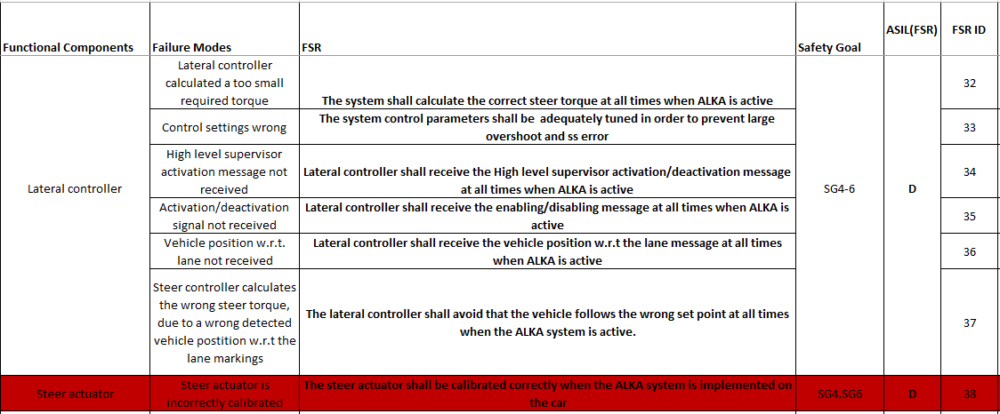 Functional Components Failure Modes FSR Safety Goal ASIL(FSR) FSR ID
Lateral controller
Lateral controller
calculated a too small
required torque
The system shall calculate the correct steer torque at all times when ALKA is active
SG4-6
D
32
Control settings wrong
The system control parameters shall be adequately tuned in order to prevent large
overshoot and ss error
33
High level supervisor
activation message not
received
Lateral controller shall receive the High level supervisor activation/deactivation message
at all times when ALKA is active
34
Activation/deactivation
signal not received
Lateral controller shall receive the enabling/disabling message at all times when ALKA is
active
35
Vehicle position w.r.t.
lane not received
Lateral controller shall receive the vehicle position w.r.t the lane message at all times
when ALKA is active
36
Steer controller calculates
the wrong steer torque,
due to a wrong detected
vehicle postition w.r.t the
lane markings
The lateral controller shall avoid that the vehicle follows the wrong set point at all times
when the ALKA system is active.
37
Steer actuator
Steer actuator is
incorrectly calibrated
The steer actuator shall be calibrated correctly when the ALKA system is implemented on
the car
SG4,SG6
D
38